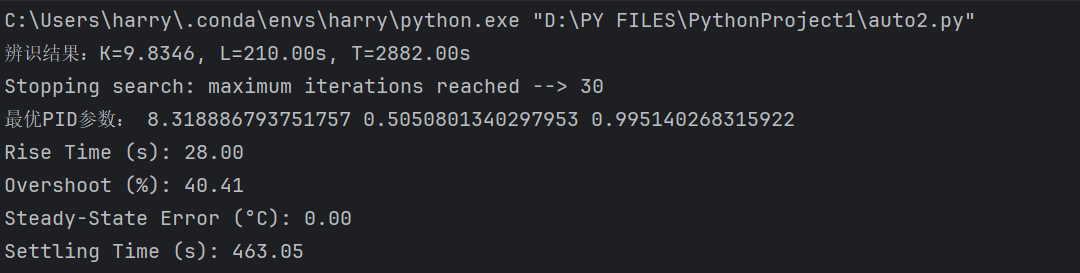 C:\Users\harry\.conda\envs\harry\python.exe "D:\PY FILES\PythonProject1\auto2.py"
辨识结果：K=9.8346, L=210.00s, T=2882.00s
Stopping search: maximum iterations reached --> 30
最优PID参数： 8.318886793751757 0.5050801340297953 0.995140268315922
Rise Time (s): 28.00
Overshoot (%): 40.41
Steady-State Error (°C): 0.00
Settling Time (s): 463.05